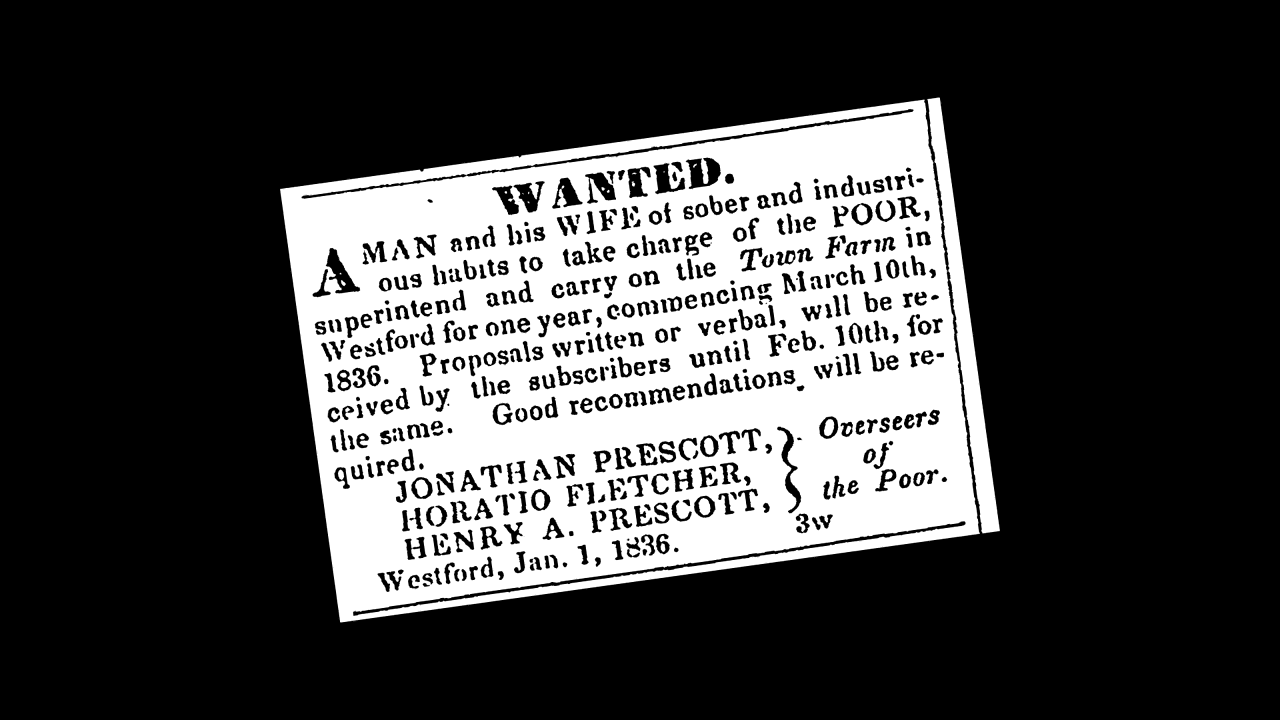 WANTED.
A MAN and his WIFE of sober and industri-
ous habits to take charge of the POOR,
superintend and carry on the Town Farm in
Westford for one year, commencing March 10th,
1836. Proposals written or verbal, will be re-
ceived by the subscribers until Feb. 10th, for
the same. Good recommendations will be re-
quired.
JONATHAN PRESCOTT,
HORATIO FLETCHER,
HENRY A. PRESCOTT,
Overseers
of
the Poor.
Westford, Jan. 1, 1836.
3w